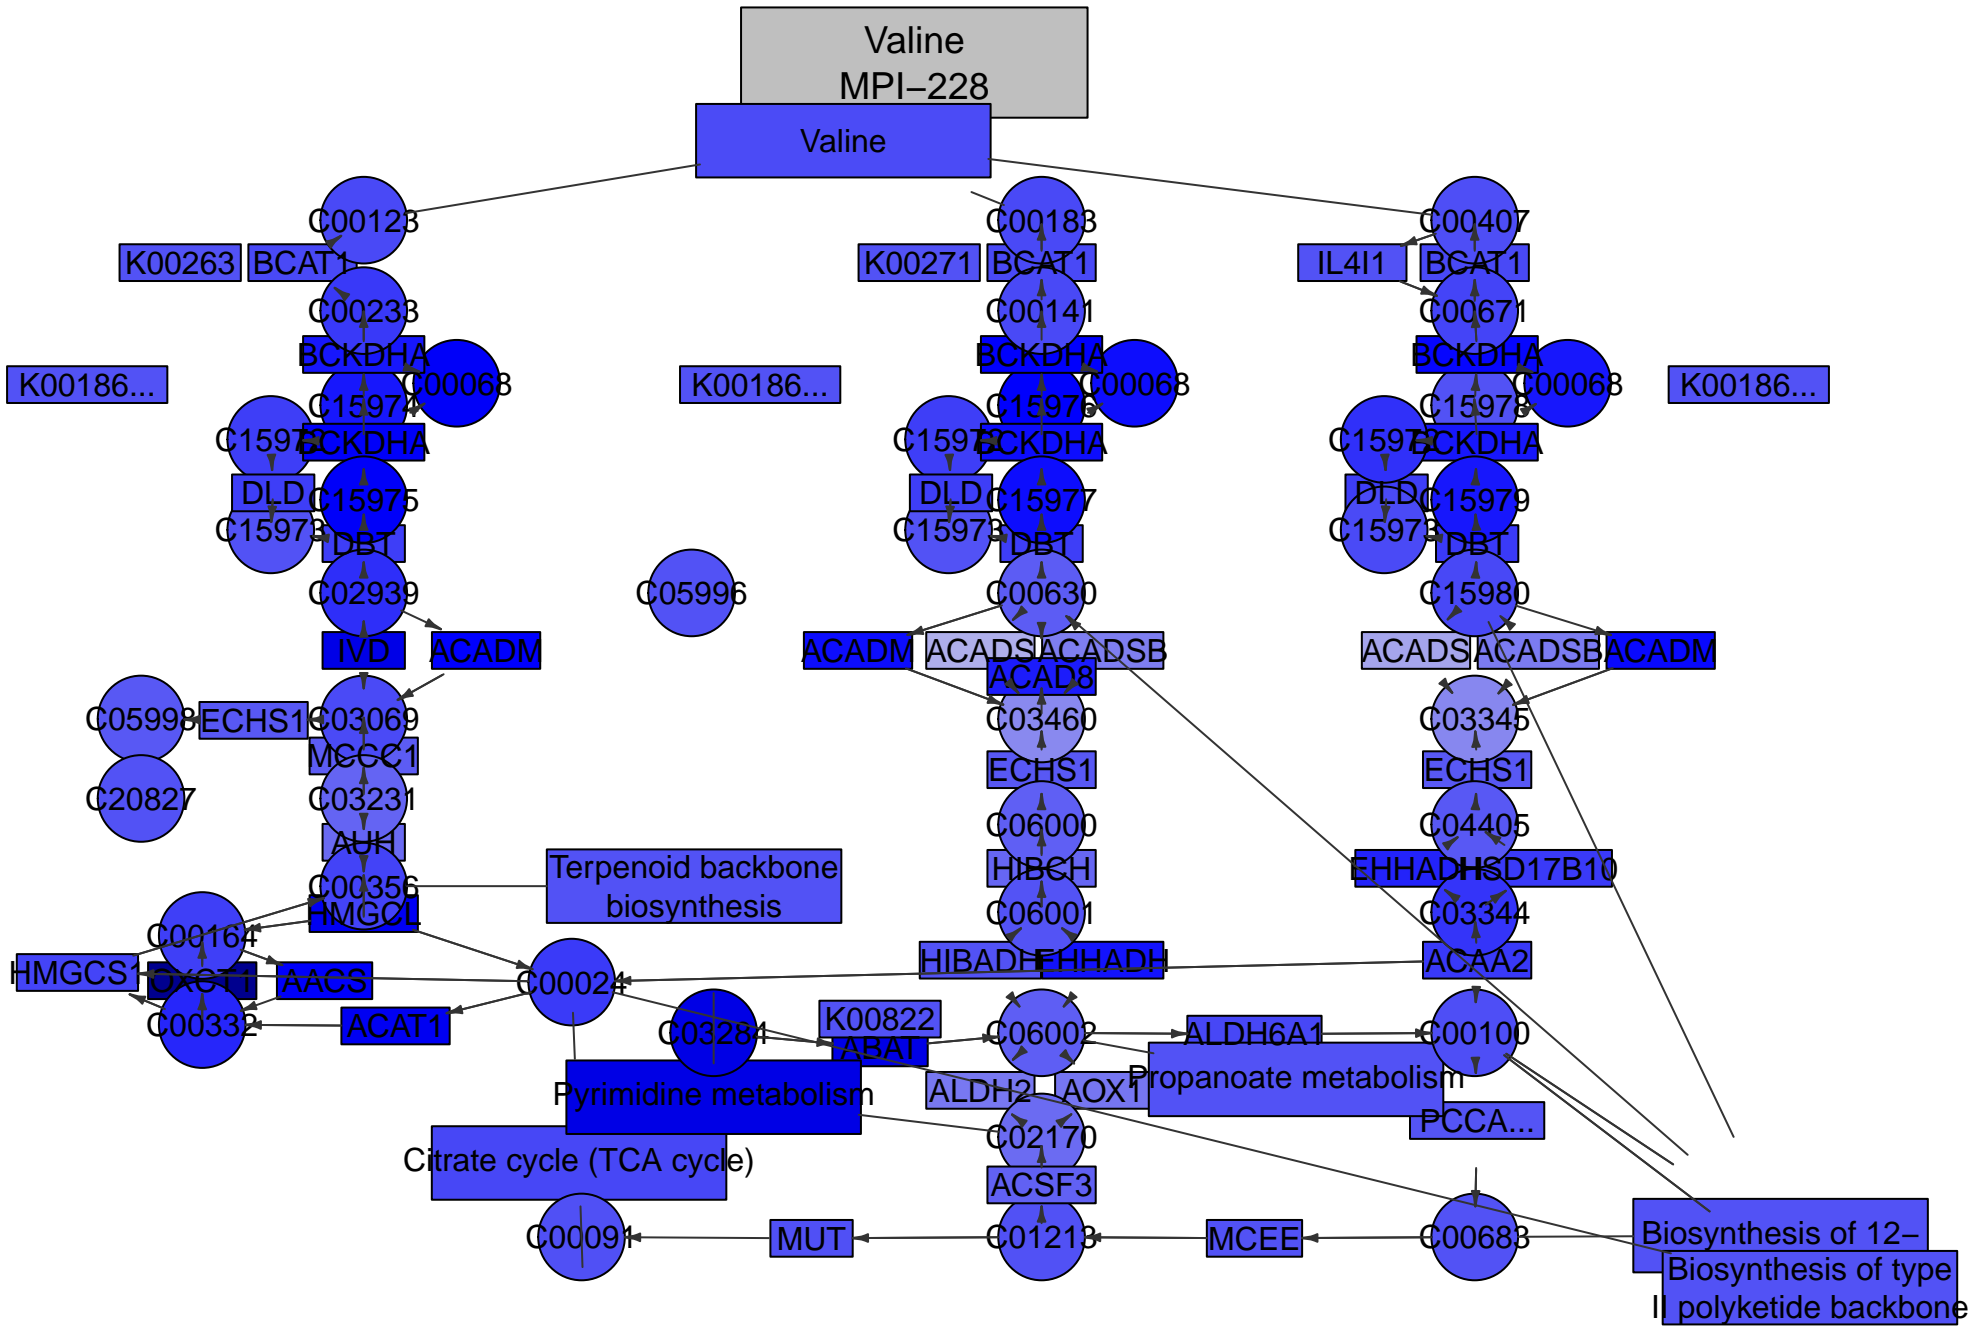 Valine
MPI−228
Valine
C00123
C00183
C00407
K00263
BCAT1
K00271
BCAT1
IL4I1
BCAT1
C00233
C00141
C00671
BCKDHA
BCKDHA
BCKDHA
K00186...
C00068
K00186...
C00068
C00068
K00186...
C15974
C15976
C15978
C15972
BCKDHA
C15972
BCKDHA
C15972
BCKDHA
DLD
C15975
DLD
C15977
DLD
C15979
C15973
DBT
C15973
DBT
C15973
DBT
C02939
C05996
C00630
C15980
IVD
ACADM
ACADM
ACADS
ACADSB
ACADS
ACADSB
ACADM
ACAD8
C05998
ECHS1
C03069
C03460
C03345
MCCC1
ECHS1
ECHS1
C20827
C03231
C06000
C04405
AUH
HIBCH
EHHADH
HSD17B10
Terpenoid backbone
biosynthesis
C00356
HMGCL
C06001
C03344
C00164
HMGCS1
OXCT1
AACS
C00024
HIBADH
EHHADH
ACAA2
C00332
ACAT1
C03284
K00822
ABAT
C06002
ALDH6A1
C00100
Pyrimidine metabolism
ALDH2
AOX1
Propanoate metabolism
PCCA...
C02170
Citrate cycle (TCA cycle)
ACSF3
C00091
MUT
C01213
MCEE
C00683
Biosynthesis of 12−
Biosynthesis of type
II polyketide backbone